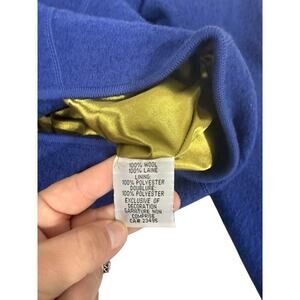 100% WOOL
100% LAINE
LINING:
100% POLYESTER
DOUBLURE:
100% POLYESTER
EXCLUSIVE OF
DECORATION
GARNITURE NON
COMPRISE
CA# 23495